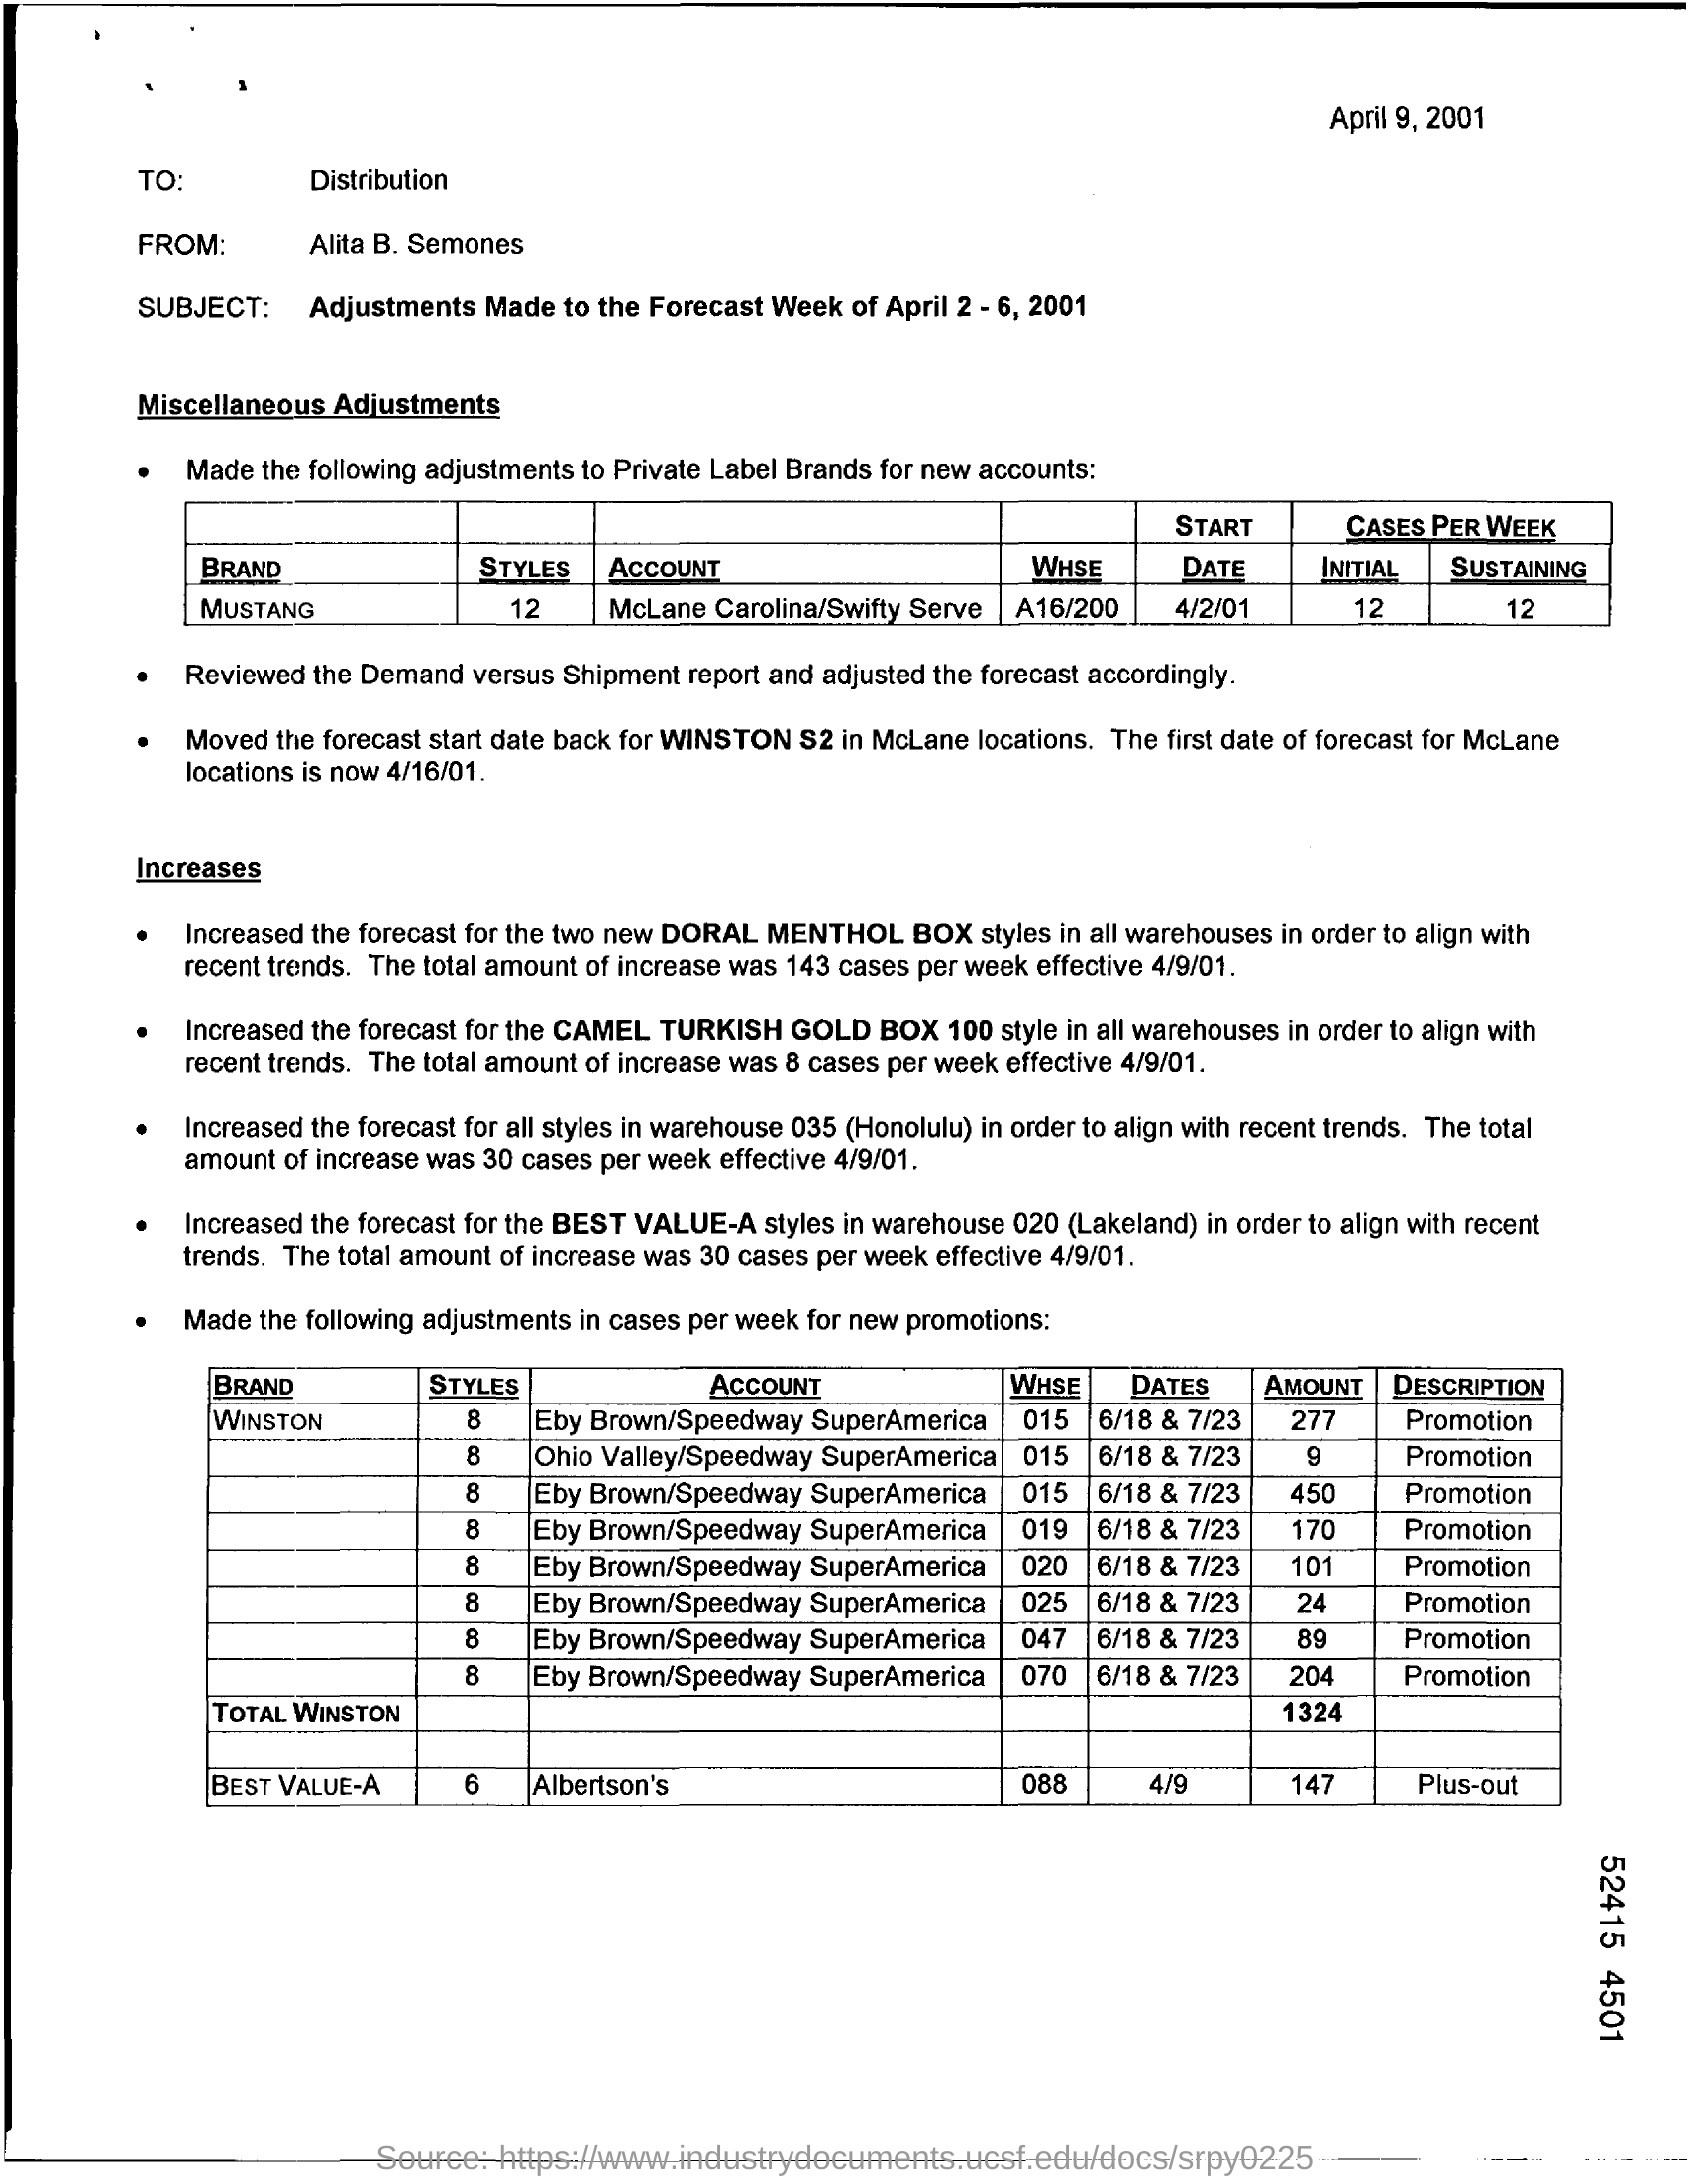 April 9, 2001
TO: Distribution
FROM: Alita B. Semones
SUBJECT: Adjustments Made to the Forecast Week of April 2 - 6, 2001
Miscellaneous Adjustments
• Made the following adjustments to Private Label Brands for new accounts:
START CASES PER WEEK
BRAND STYLES ACCOUNT WHSE DATE INITIAL SUSTAINING
MUSTANG 12 McLane Carolina/Swifty Serve A16/200 4/2/01 12 12
• Reviewed the Demand versus Shipment report and adjusted the forecast accordingly.
• Moved the forecast start date back for WINSTON S2 in McLane locations. The first date of forecast for McLane
locations is now 4/16/01.
Increases
• Increased the forecast for the two new DORAL MENTHOL BOX styles in all warehouses in order to align with
recent trends. The total amount of increase was 143 cases per week effective 4/9/01.
• Increased the forecast for the CAMEL TURKISH GOLD BOX 100 style in all warehouses in order to align with
recent trends. The total amount of increase was 8 cases per week effective 4/9/01.
• Increased the forecast for all styles in warehouse 035 (Honolulu) in order to align with recent trends. The total
amount of increase was 30 cases per week effective 4/9/01.
• Increased the forecast for the BEST VALUE-A styles in warehouse 020 (Lakeland) in order to align with recent
trends. The total amount of increase was 30 cases per week effective 4/9/01.
• Made the following adjustments in cases per week for new promotions:
BRAND STYLES ACCOUNT WHSE DATES AMOUNT DESCRIPTION
WINSTON 8 Eby Brown/Speedway SuperAmerica 015 6/18 & 7/23 277 Promotion
8 Ohio Valley/Speedway SuperAmerica 015 6/18 & 7/23 9 Promotion
8 Eby Brown/Speedway SuperAmerica 015 6/18 & 7/23 450 Promotion
8 Eby Brown/Speedway SuperAmerica 019 6/18 & 7/23 170 Promotion
8 Eby Brown/Speedway SuperAmerica 020 6/18 & 7/23 101 Promotion
8 Eby Brown/Speedway SuperAmerica 025 6/18 & 7/23 24 Promotion
8 Eby Brown/Speedway SuperAmerica 047 6/18 & 7/23 89 Promotion
8 Eby Brown/Speedway SuperAmerica 070 6/18 & 7/23 204 Promotion
TOTAL WINSTON 1324
BEST VALUE-A 6 Albertson's 088 4/9 147 Plus-out
52415 4501
Source: https://www.industrydocuments.ucsf.edu/docs/srpy0225